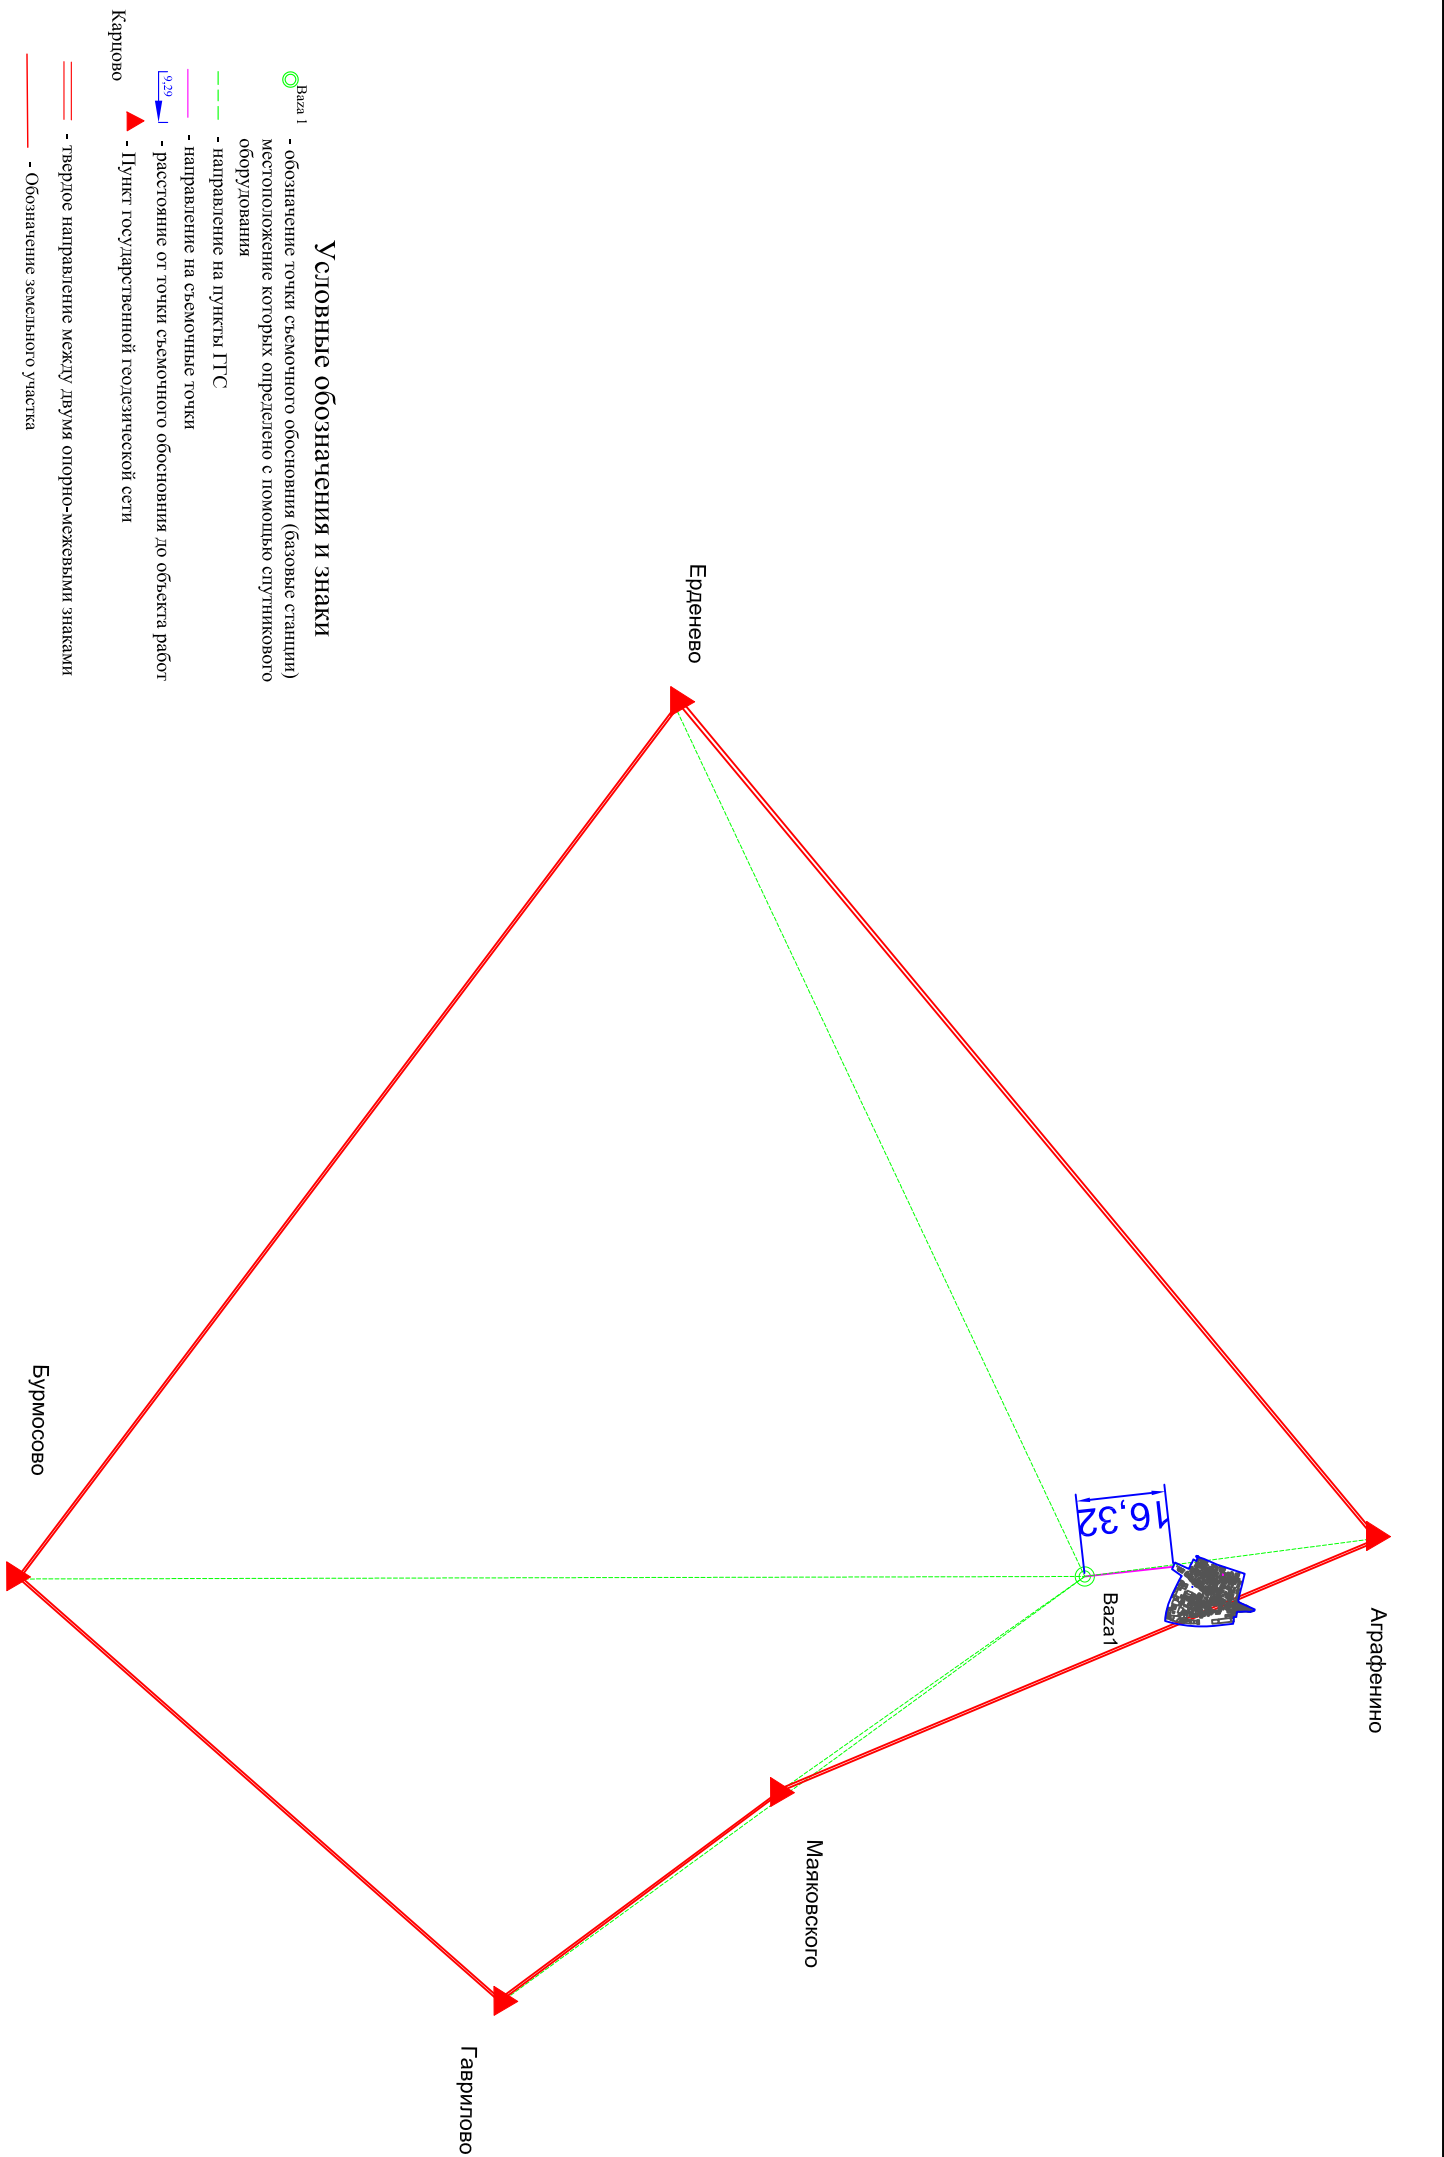 Аграфенино
Baza1
16,32
Маяковского
Ерденево
Гаврилово
Бурмосово
Условные обозначения и знаки
Baza 1
- обозначение точки съемочного обосновния (базовые станции)
местоположение которых определено с помощью спутникового
оборудования
- направление на пункты ГГС
- направление на съемочные точки
9,29
- расстояние от точки съемочного обосновния до объекта работ
Карцово
- Пункт государственной геодезической сети
- твердое направление между двумя опорно-межевыми знаками
- Обозначение земельного участка